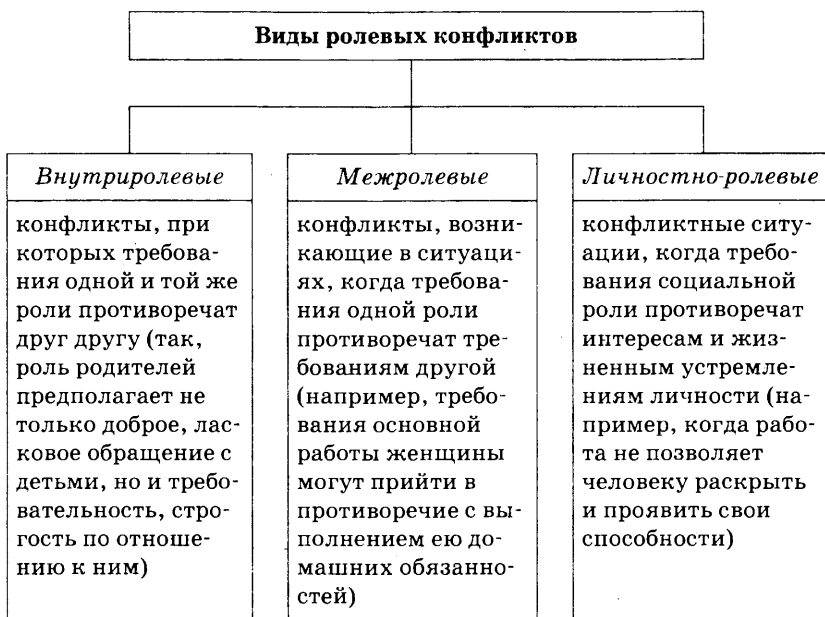 Виды ролевых конфликтов
Внутриролевые
конфликты, при
которых требова-
ния одной и той же
роли противоречат
друг другу (так,
роль родителей
предполагает не
только доброе, лас-
ковое обращение с
детьми, но и требо-
вательность, стро-
гость по отноше-
нию к ним)
Межролевые
конфликты, возни-
кающие в ситуаци-
ях, когда требова-
ния одной роли
противоречат тре-
бованиям другой
(например, требо-
вания основной
работы женщины
могут прийти в
противоречие с вы-
полнением ею до-
машних обязанно-
стей)
Личностно-ролевые
конфликтные ситу-
ации, когда требо-
вания социальной
роли противоречат
интересам и жиз-
ненным устремле-
ниям личности (на-
пример, когда рабо-
та не позволяет
человеку раскрыть
и проявить свои
способности)